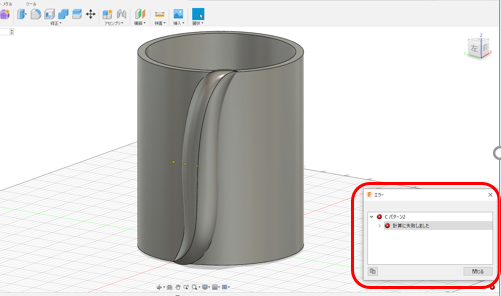 ツール
修正▼
アセンブリ▼
構築▼
検査▼
挿入▼
選択▼
左
エラー
C パターン2
計算に失敗しました
閉じる